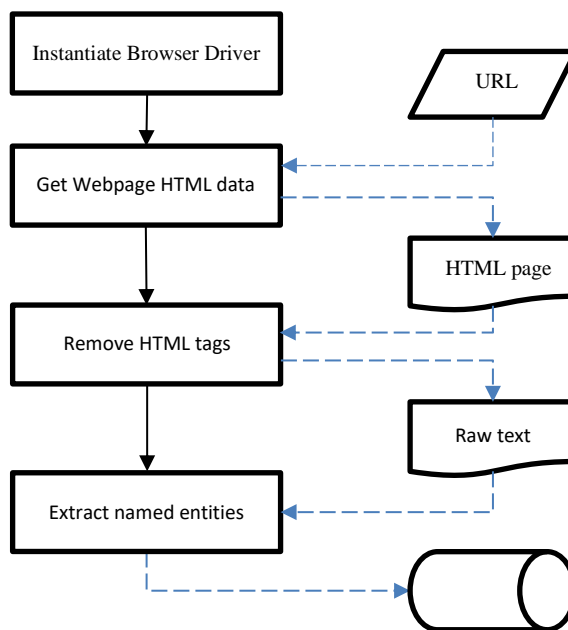 Instantiate Browser Driver
URL
Get Webpage HTML data
HTML page
Remove HTML tags
Raw text
Extract named entities